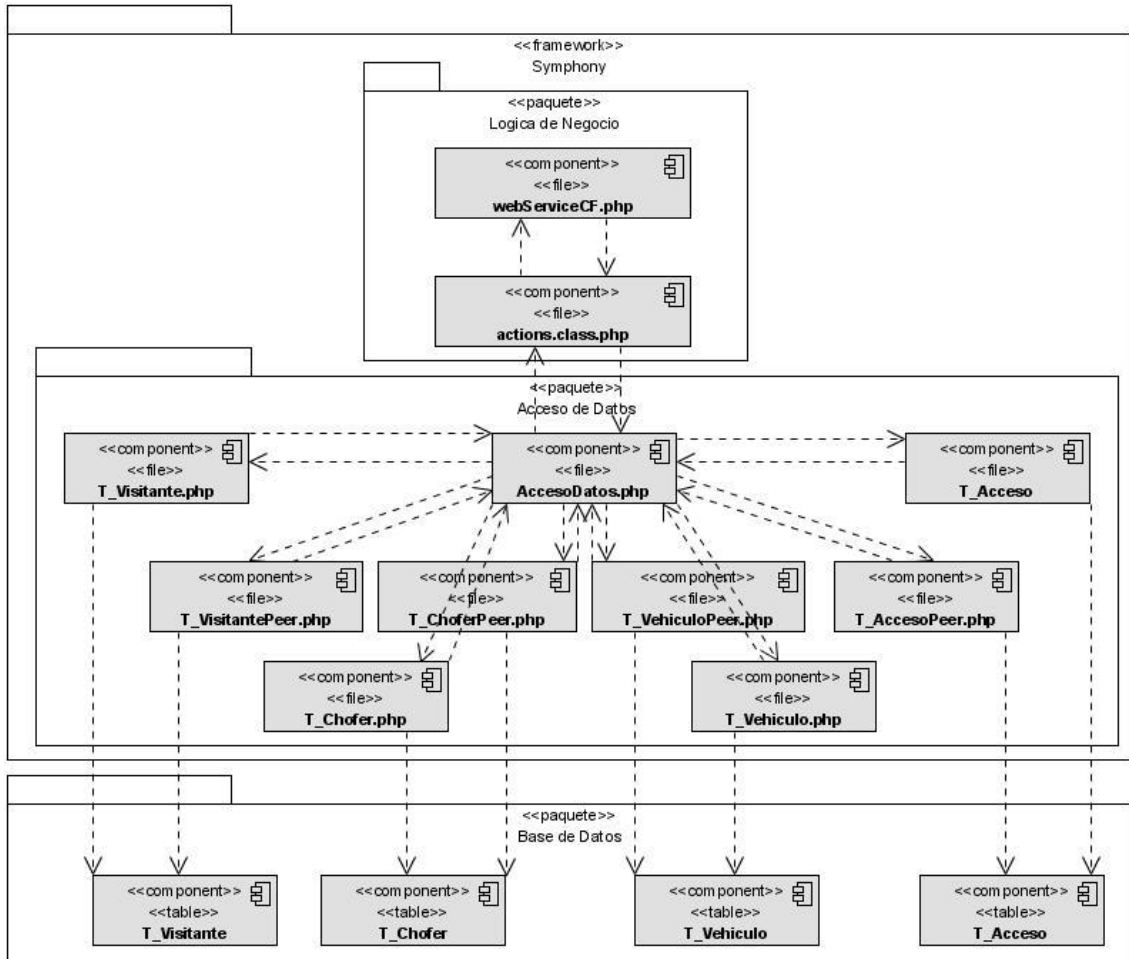 <<framework>>
Symphony
<<paquete>>
Logica de Negocio
<<component>>
<<file>>
webServiceCF.php
<<component>>
<<file>>
actions.class.php
<<paquete>>
Acceso de Datos
<<component>>
<<file>>
T_Visitante.php
<<component>>
<<file>>
AccesoDatos.php
<<component>>
<<file>>
T_Acceso
<<component>>
<<file>>
T_VisitantePeer.php
<<component>>
<<file>>
T_ChoferPeer.php
<<component>>
<<file>>
T_VehiculoPeer.php
<<component>>
<<file>>
T_AccesoPeer.php
<<component>>
<<file>>
T_Chofer.php
<<component>>
<<file>>
T_Vehiculo.php
<<paquete>>
Base de Datos
<<component>>
<<table>>
T_Visitante
<<component>>
<<table>>
T_Chofer
<<component>>
<<table>>
T_Vehiculo
<<component>>
<<table>>
T_Acceso